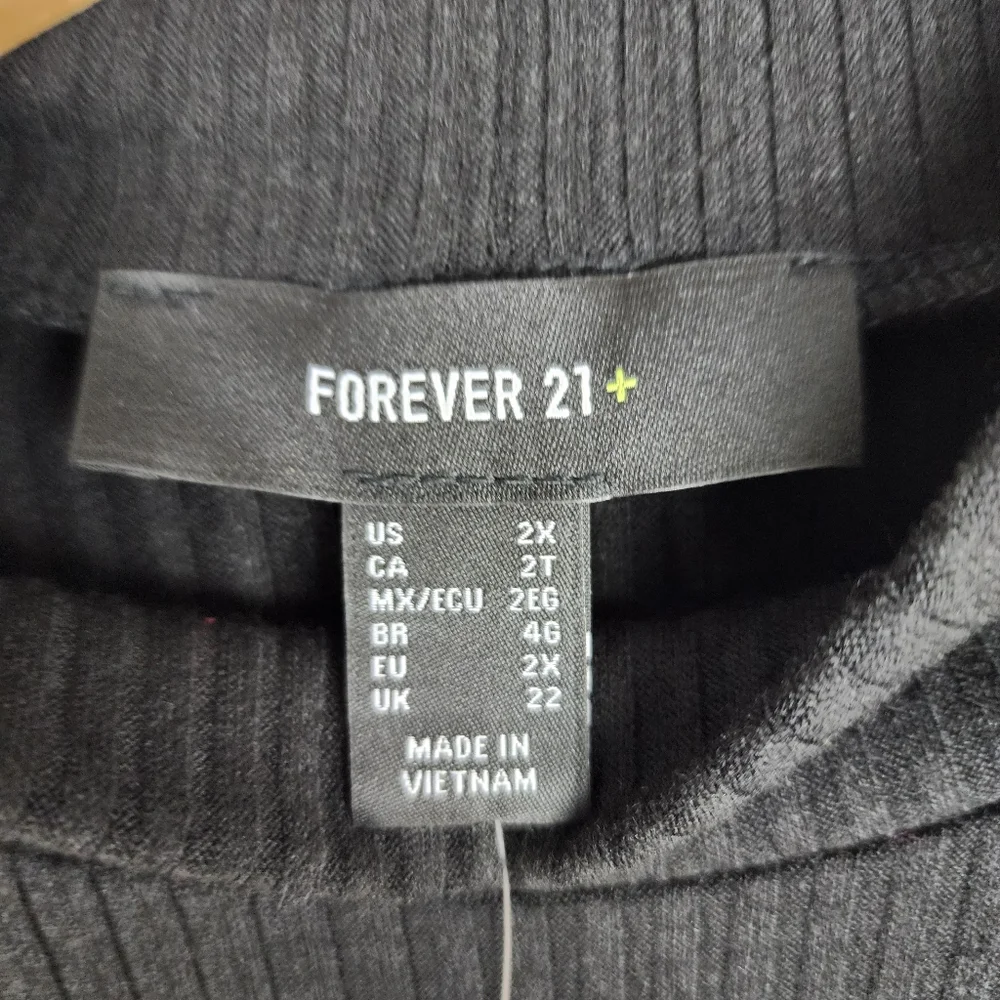 FOREVER 21+
US 2X
CA 2T
MX/ECU 2EG
BR 4G
EU 2X
UK 22
MADE IN
VIETNAM